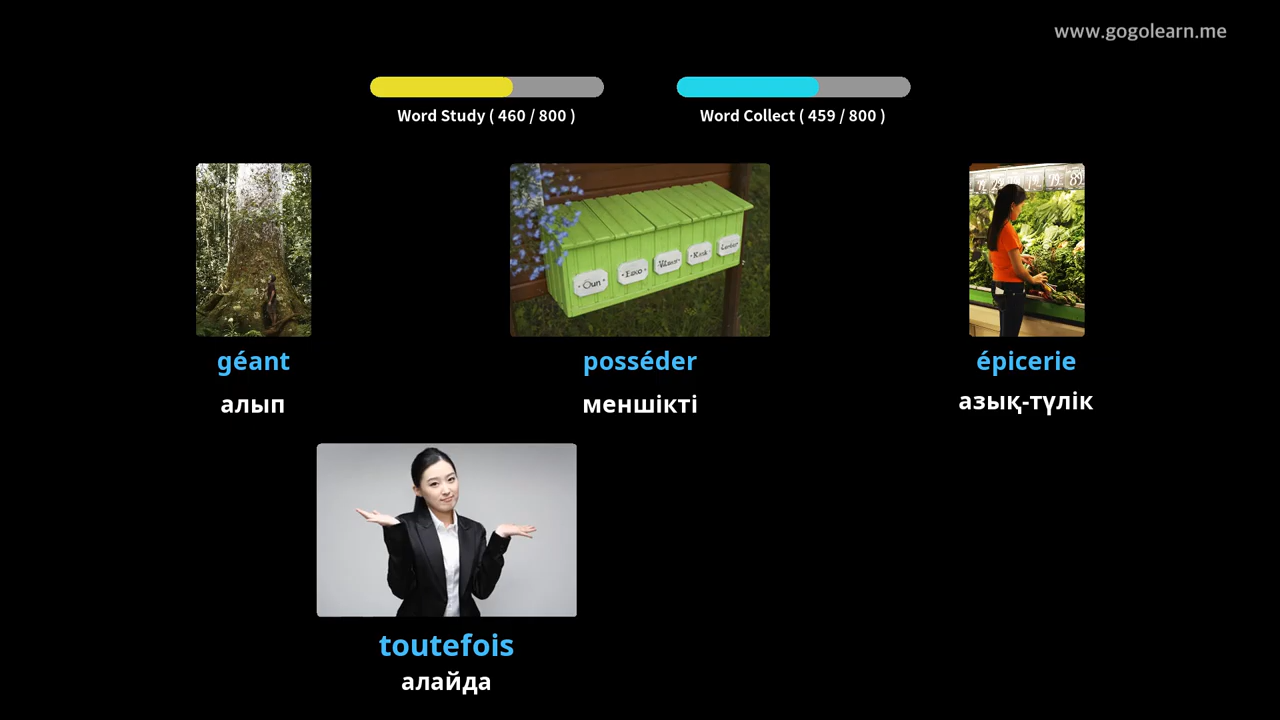 www.gogolearn.me
Word Study ( 460 / 800 )
Word Collect ( 459 / 800 )
géant
алып
posséder
меншікті
épicerie
азық-түлік
toutefois
алайда